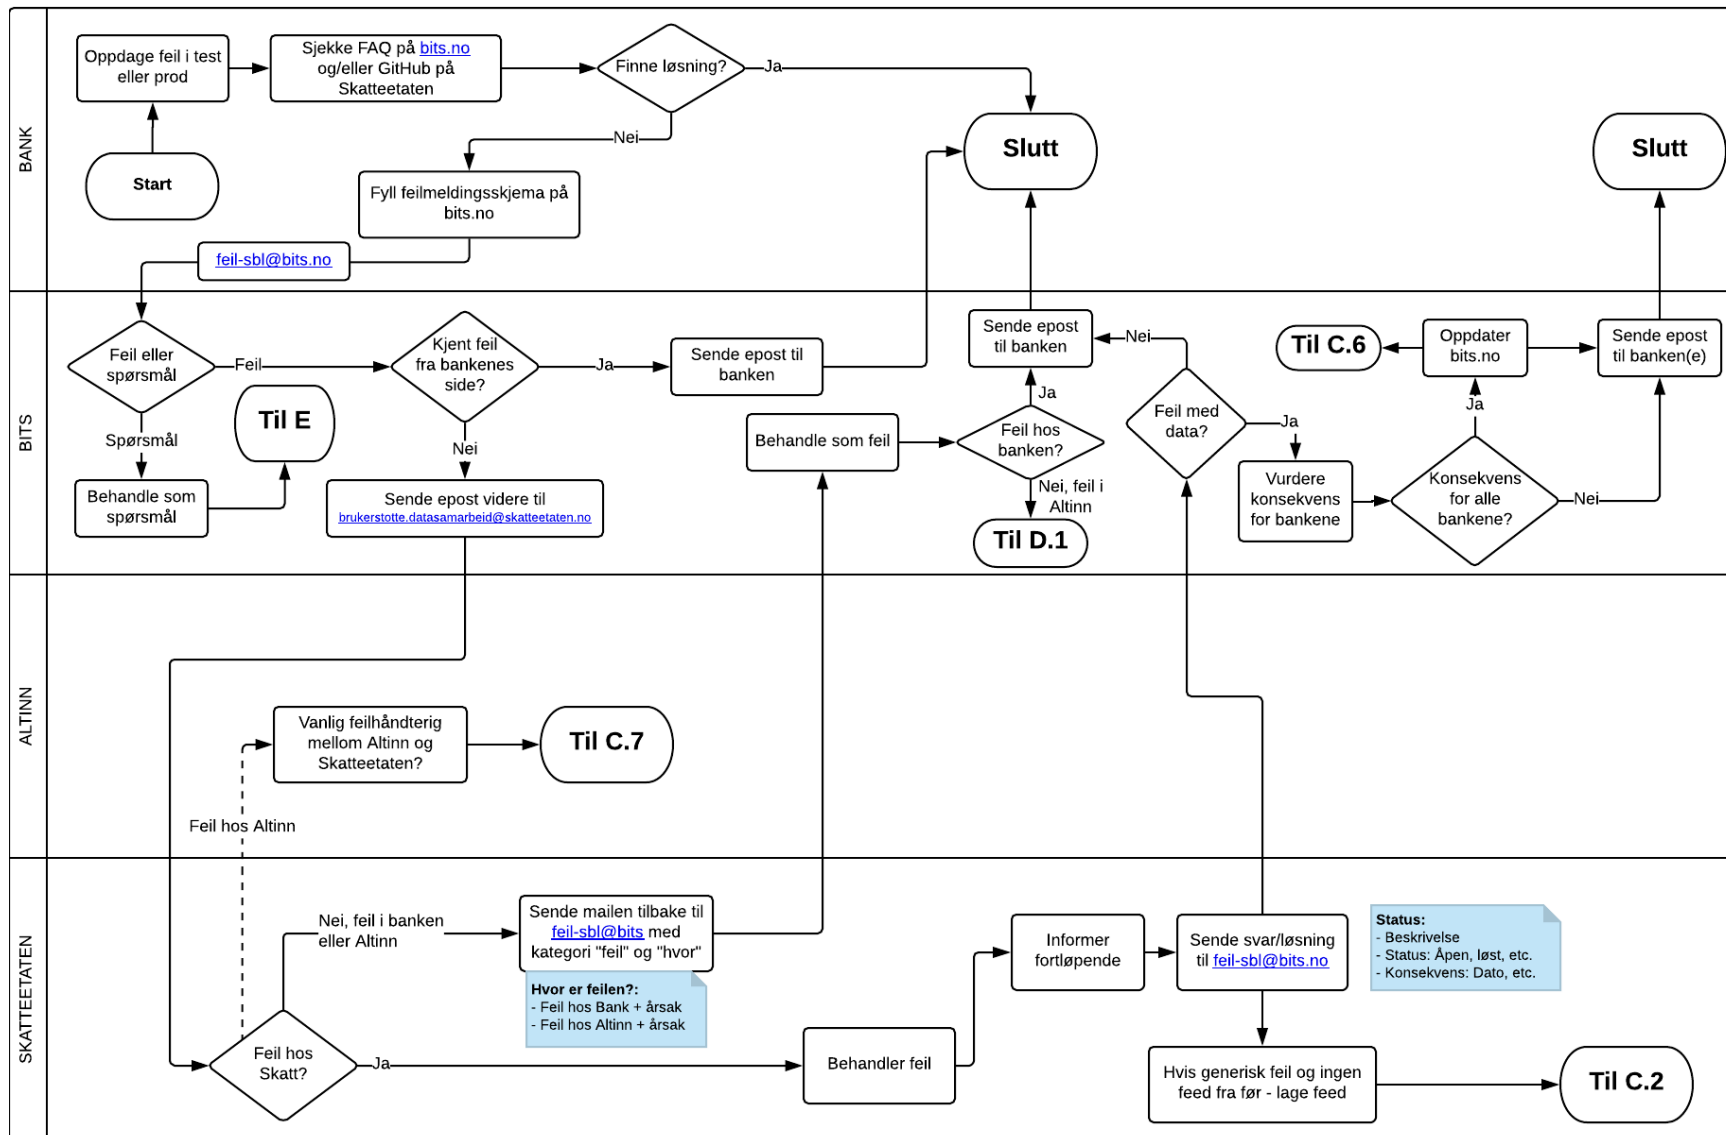 BANK
Oppdage feil i test
eller prod
Sjekke FAQ på bits.no
og/eller GitHub på
Skatteetaten
Finne løsning?
Ja
Nei
Start
Slutt
Slutt
Fyll feilmeldingsskjema på
bits.no
feil-sbl@bits.no
BITS
Feil eller
spørsmål
Feil
Spørsmål
Behandle som
spørsmål
Til E
Kjent feil
fra bankenes
side?
Ja
Nei
Sende epost til
banken
Sende epost videre til
brukerstotte.datasamarbeid@skatteetaten.no
Behandle som feil
Sende epost
til banken
Ja
Feil hos
banken?
Nei, feil i
Altinn
Til D.1
Nei
Feil med
data?
Ja
Vurdere
konsekvens
for bankene
Til C.6
Oppdater
bits.no
Ja
Konsekvens
for alle
bankene?
Nei
Sende epost
til banken(e)
ALTINN
Vanlig feilhåndterig
mellom Altinn og
Skatteetaten?
Til C.7
Feil hos Altinn
SKATTEETATEN
Nei, feil i banken
eller Altinn
Sende mailen tilbake til
feil-sbl@bits med
kategori "feil" og "hvor"
Hvor er feilen?:
- Feil hos Bank + årsak
- Feil hos Altinn + årsak
Feil hos
Skatt?
Ja
Behandler feil
Informer
fortløpende
Sende svar/løsning
til feil-sbl@bits.no
Status:
- Beskrivelse
- Status: Åpen, løst, etc.
- Konsekvens: Dato, etc.
Hvis generisk feil og ingen
feed fra før - lage feed
Til C.2